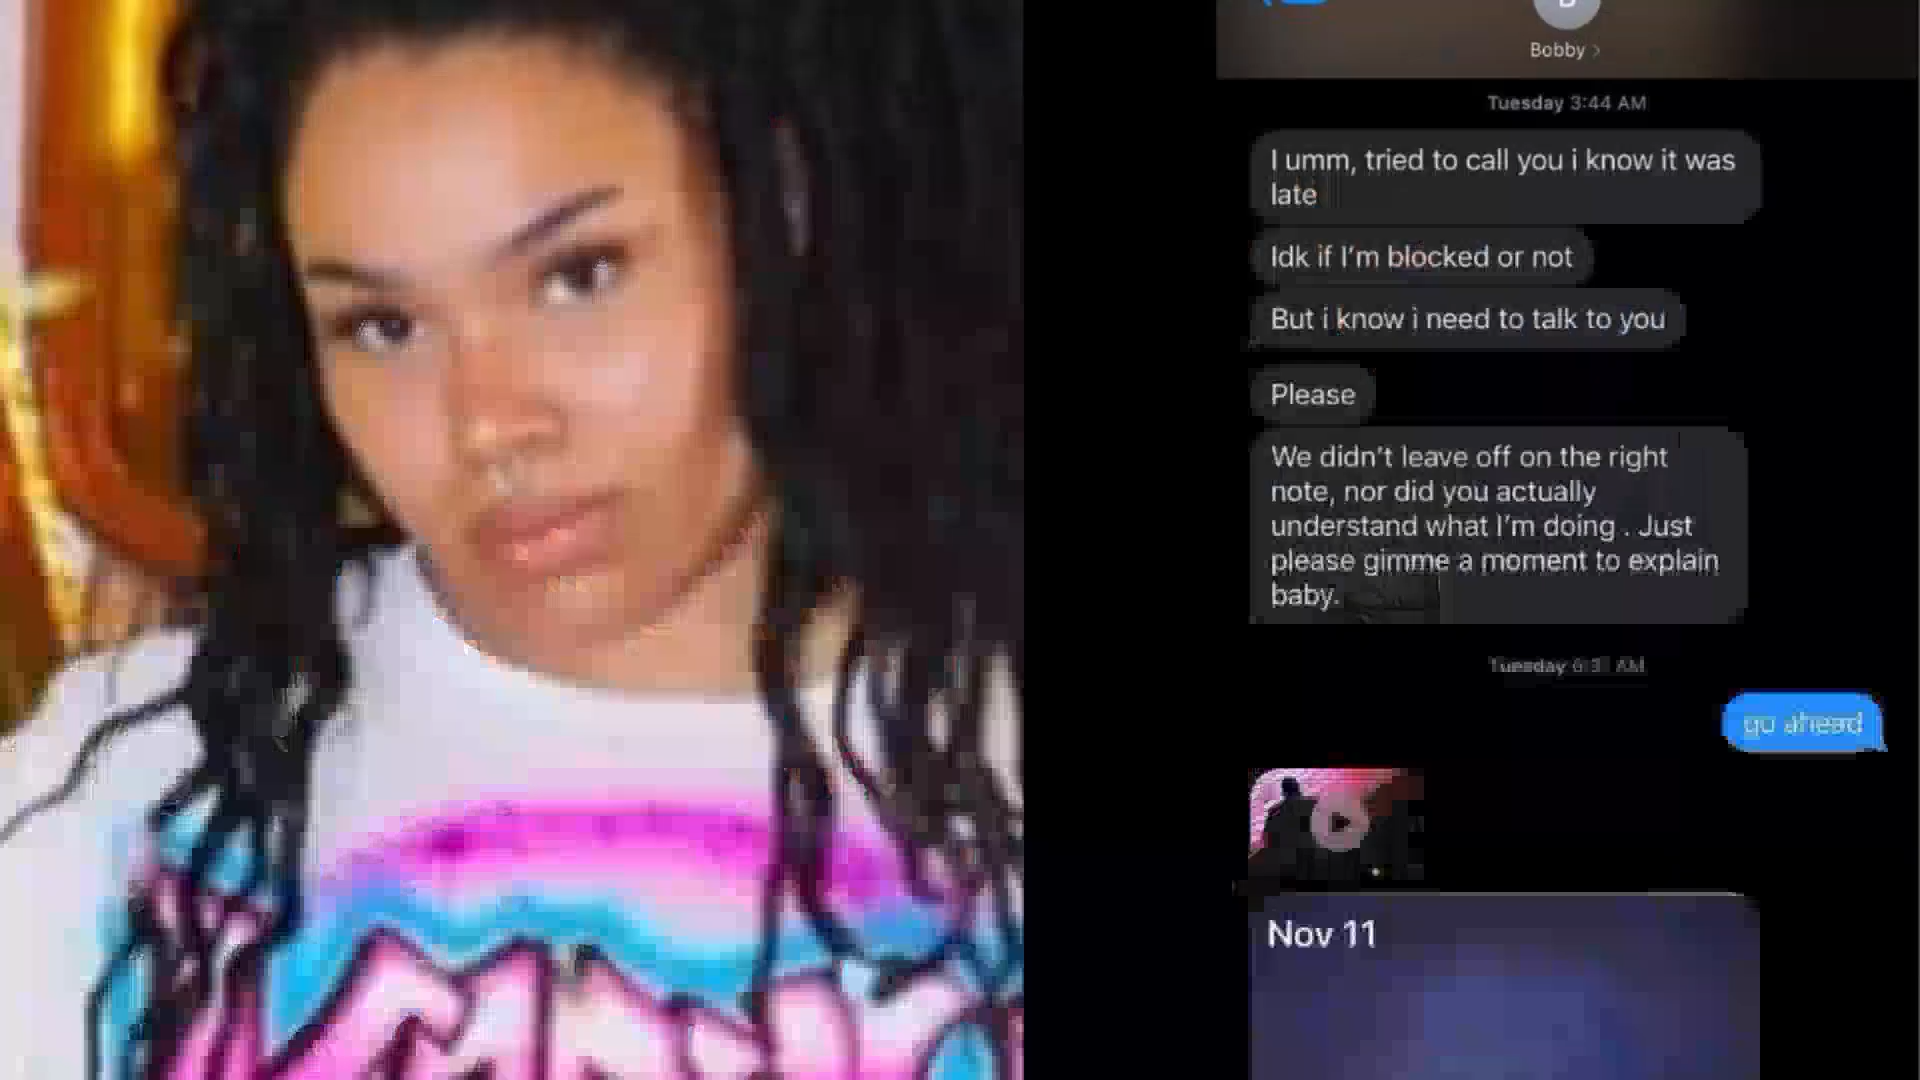 Bobby
Tuesday 3:44 AM
I umm, tried to call you i know it was
late
Idk if I'm blocked or not
But i know i need to talk to you
Please
We didn't leave off on the right
note, nor did you actually
understand what I'm doing . Just
please gimme a moment to explain
baby.
Tuesday AM
go ahead
Nov 11